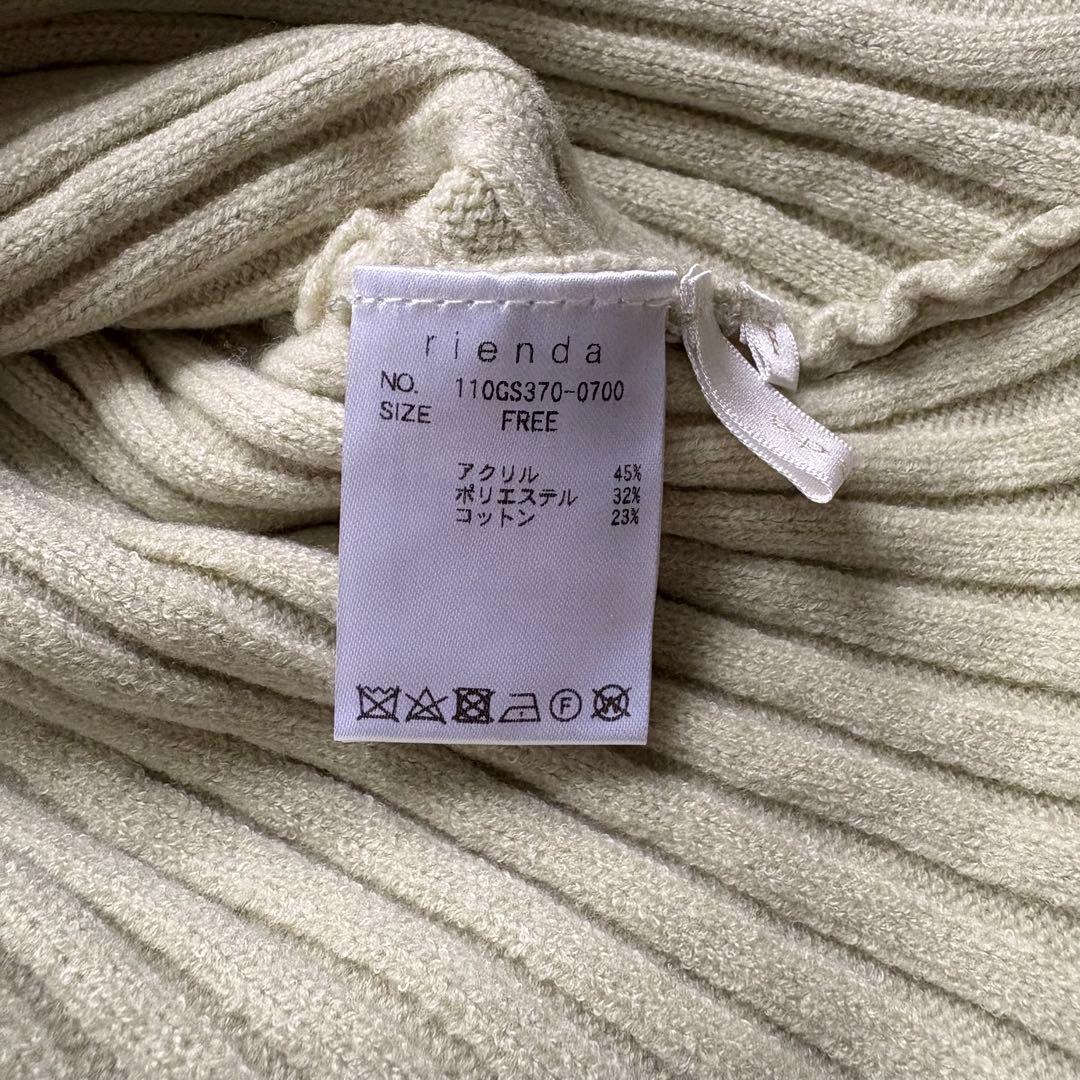 rienda
NO. 110GS370-0700
SIZE FREE
アクリル 45%
ポリエステル 32%
コットン 23%
F W